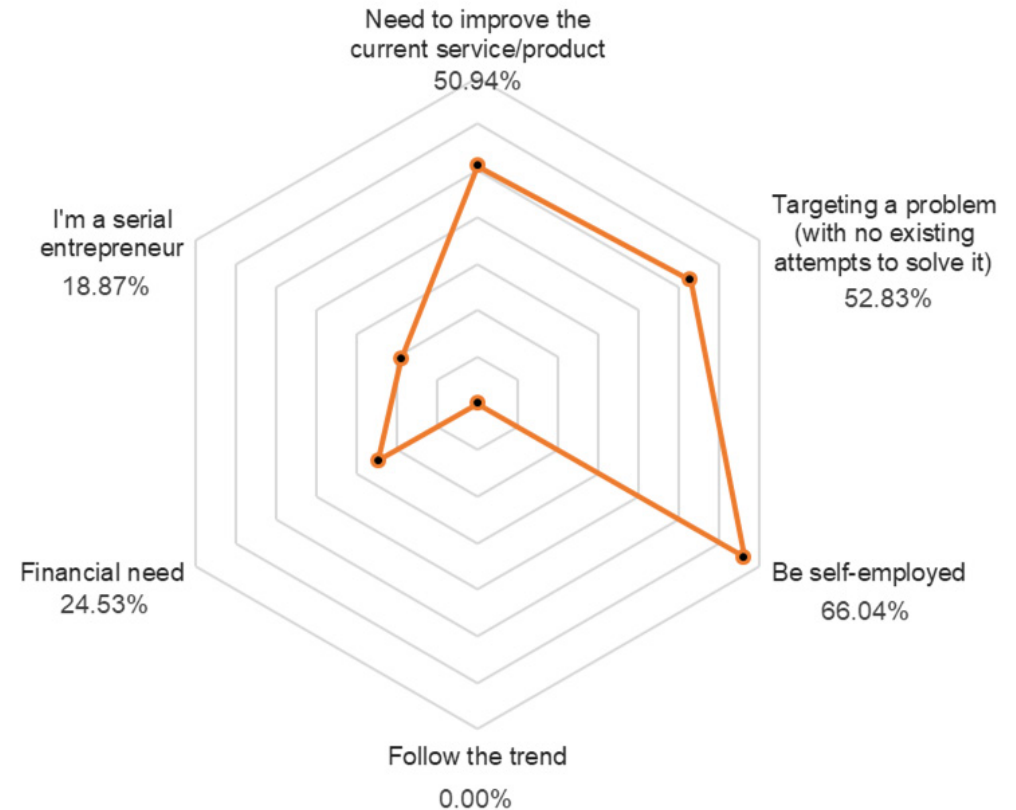 Need to improve the
current service/product
50.94%
Targeting a problem
(with no existing
attempts to solve it)
52.83%
Be self-employed
66.04%
Follow the trend
0.00%
Financial need
24.53%
I'm a serial
entrepreneur
18.87%